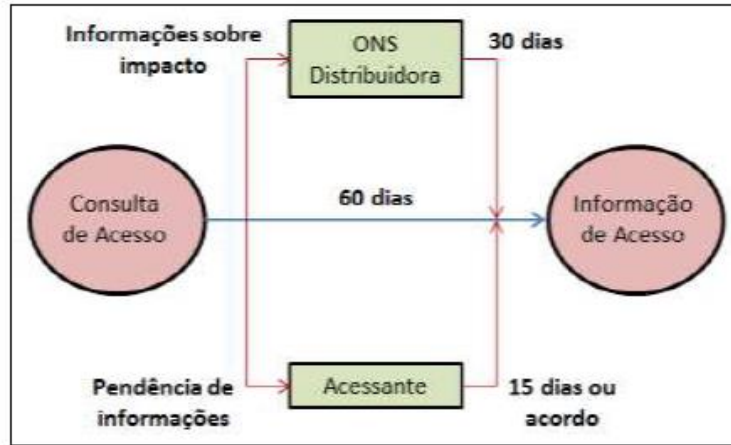 Informações sobre
impacto
ONS
Distribuidora
30 dias
Consulta
de Acesso
60 dias
Informação
de Acesso
Pendência de
informações
Acessante
15 dias ou
acordo